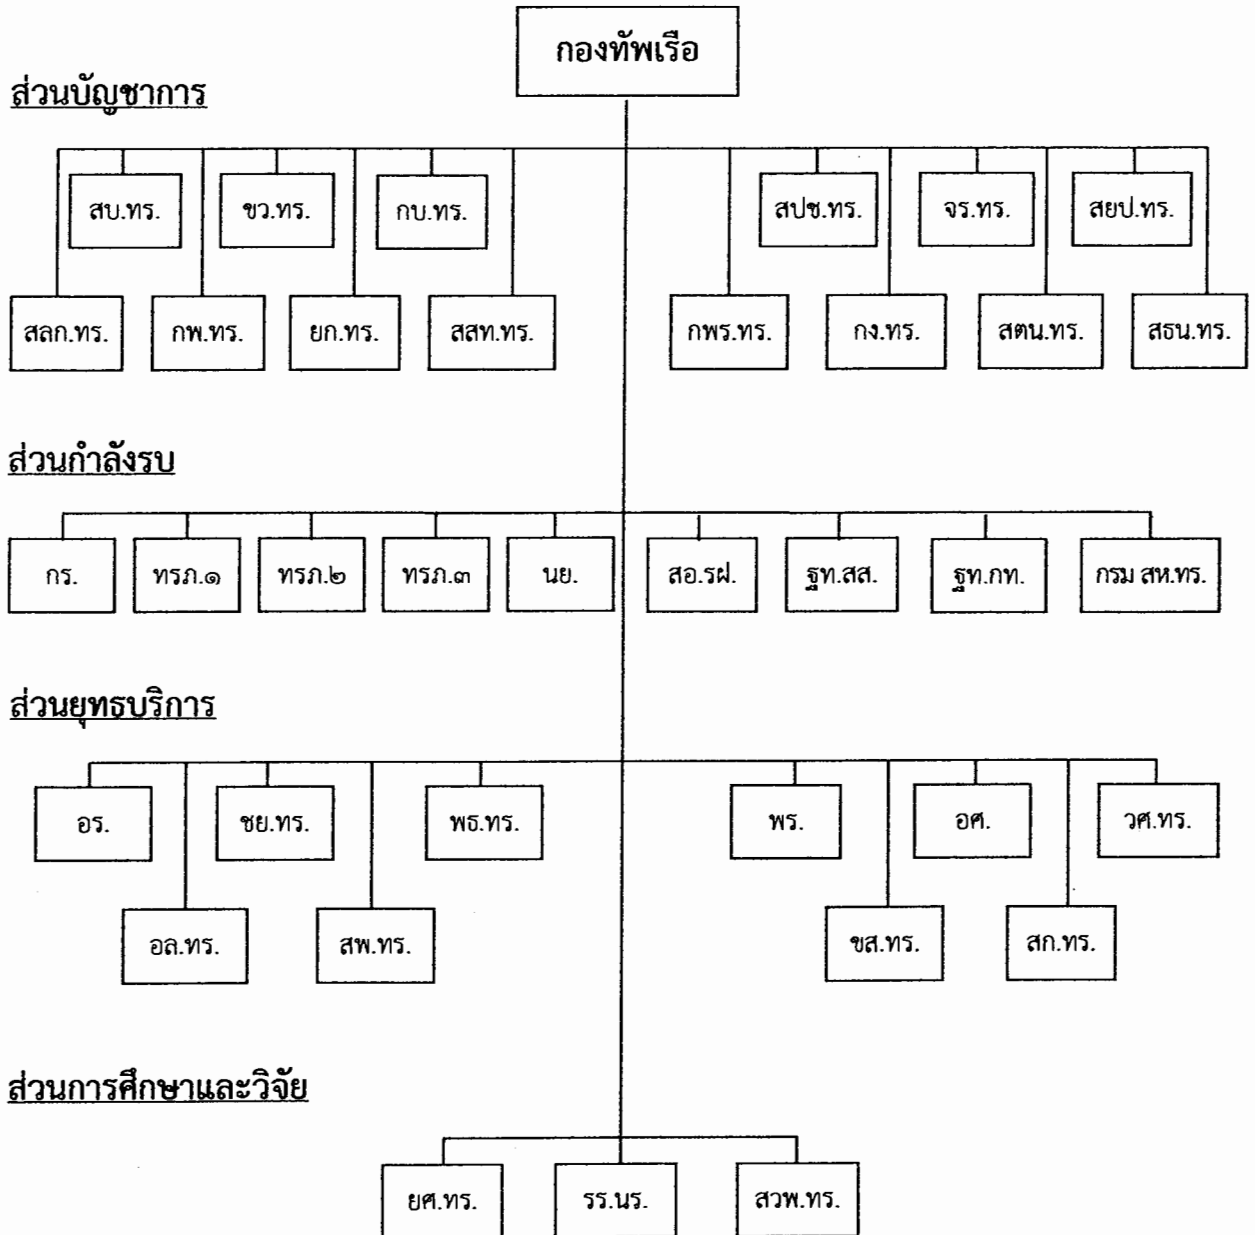 กองทัพเรือ
ส่วนบัญชาการ
สบ.ทร. ขว.ทร. กบ.ทร. สปช.ทร. จร.ทร. สยป.ทร.
สลก.ทร. กพ.ทร. ยก.ทร. สสท.ทร. กพร.ทร. กง.ทร. สตน.ทร. สธน.ทร.
ส่วนกำลังรบ
กร. ทรภ.๑ ทรภ.๒ ทรภ.๓ นย. สอ.รฝ. ฐท.สส. ฐท.กท. กรม สห.ทร.
ส่วนยุทธบริการ
อร. ชย.ทร. พธ.ทร. พร. อศ. วศ.ทร.
อล.ทร. สพ.ทร. ขส.ทร. สก.ทร.
ส่วนการศึกษาและวิจัย
ยศ.ทร. รร.นร. สวพ.ทร.